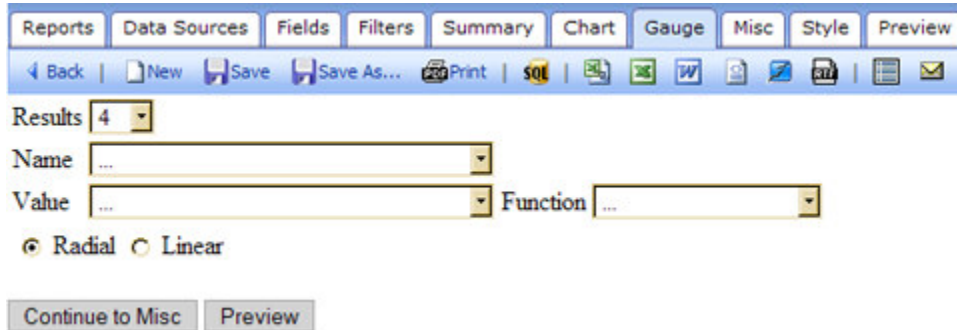 Reports Data Sources Fields Filters Summary Chart Gauge Misc Style Preview
Back | New Save Save As... Print | SQL | |
Results 4
Name ...
Value ... Function ...
Radial Linear
Continue to Misc Preview